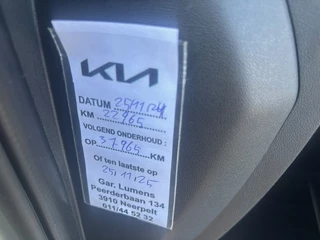 KIA
DATUM 25/11/24
KM 22965
VOLGEND ONDERHOUD:
OP 37965 KM
Of ten laatste op
25/11/25
Gar. Lumens
Peerderbaan 134
3910 Neerpelt
011/44 52 32